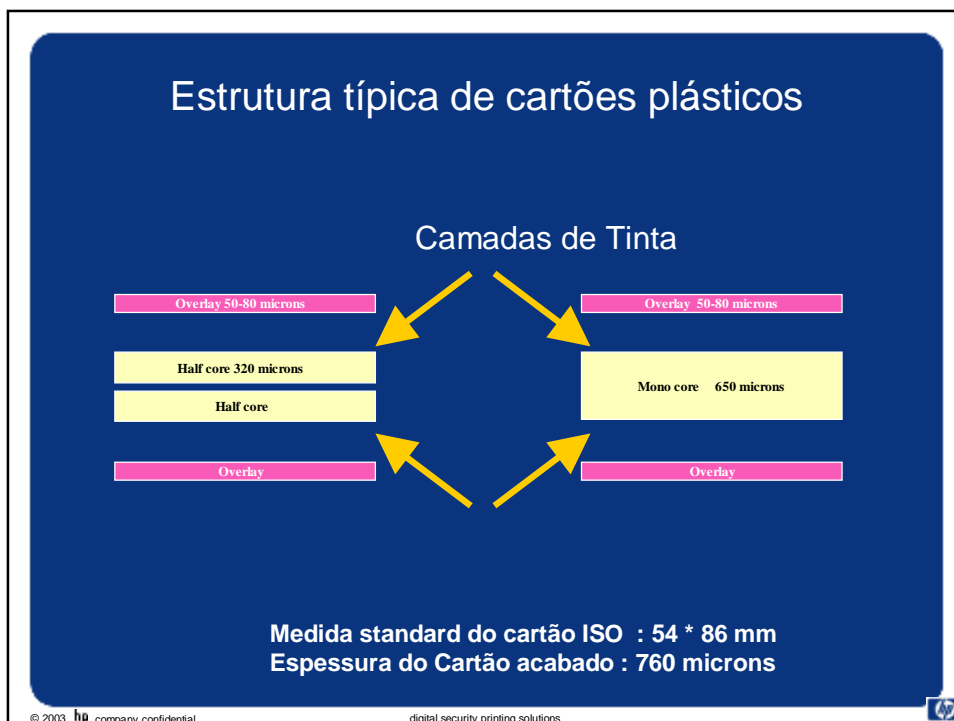 Estrutura típica de cartões plásticos
Camadas de Tinta
Overlay 50-80 microns
Half core 320 microns
Half core
Overlay
Overlay 50-80 microns
Mono core 650 microns
Overlay
Medida standard do cartão ISO : 54 * 86 mm
Espessura do Cartão acabado : 760 microns
© 2003 hp company confidential
digital security printing solutions
hp